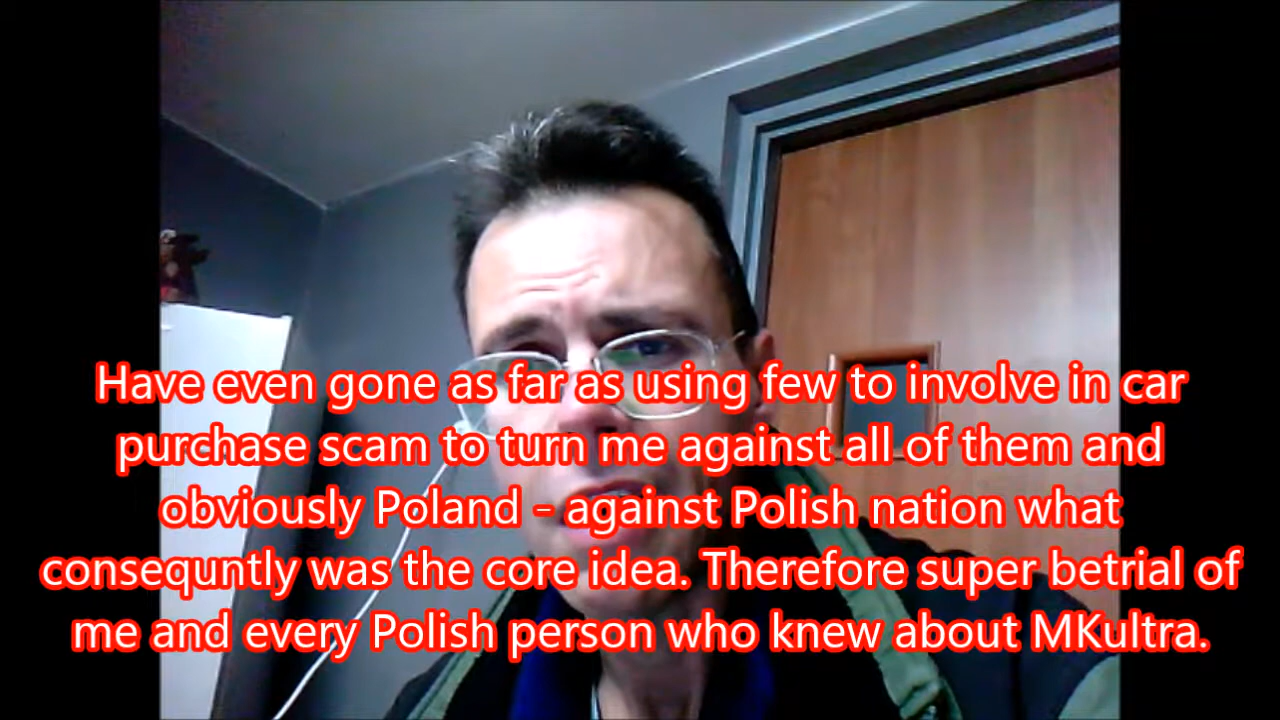 Have even gone as far as using few to involve in car
purchase scam to turn me against all of them and
obviously Poland - against Polish nation what
consequntly was the core idea. Therefore super betrial of
me and every Polish person who knew about MKultra.